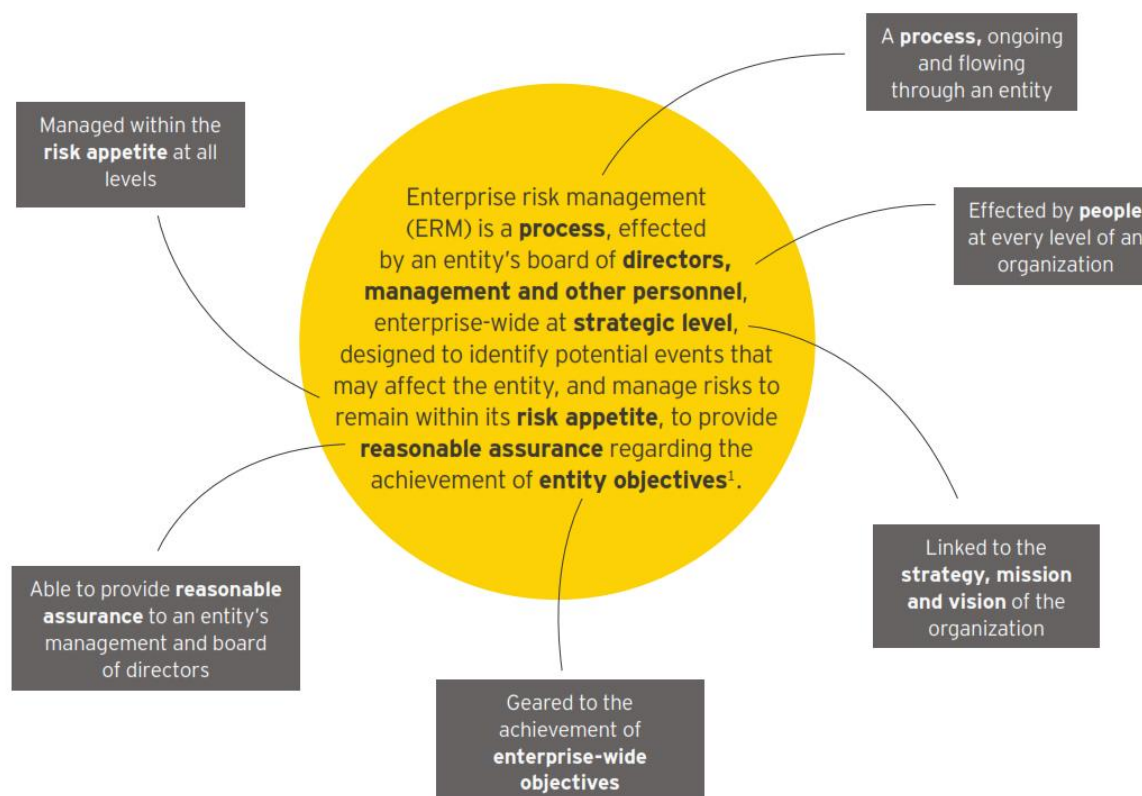 A process, ongoing
and flowing
through an entity
Managed within the
risk appetite at all
levels
Enterprise risk management
(ERM) is a process, effected
by an entity's board of directors,
management and other personnel,
enterprise-wide at strategic level,
designed to identify potential events that
may affect the entity, and manage risks to
remain within its risk appetite, to provide
reasonable assurance regarding the
achievement of entity objectives¹.
Effected by people
at every level of an
organization
Linked to the
strategy, mission
and vision of the
organization
Able to provide reasonable
assurance to an entity's
management and board
of directors
Geared to the
achievement of
enterprise-wide
objectives